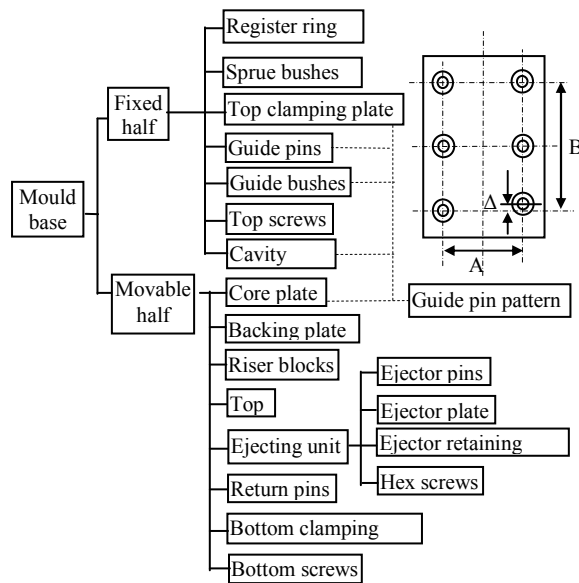 Register ring
Sprue bushes
Fixed
half
Top clamping plate
Guide pins
Guide bushes
Top screws
Cavity
Mould
base
Movable
half
Core plate
Backing plate
Riser blocks
Top
Ejecting unit
Return pins
Bottom clamping
Bottom screws
Ejector pins
Ejector plate
Ejector retaining
Hex screws
Guide pin pattern
B
Δ
A